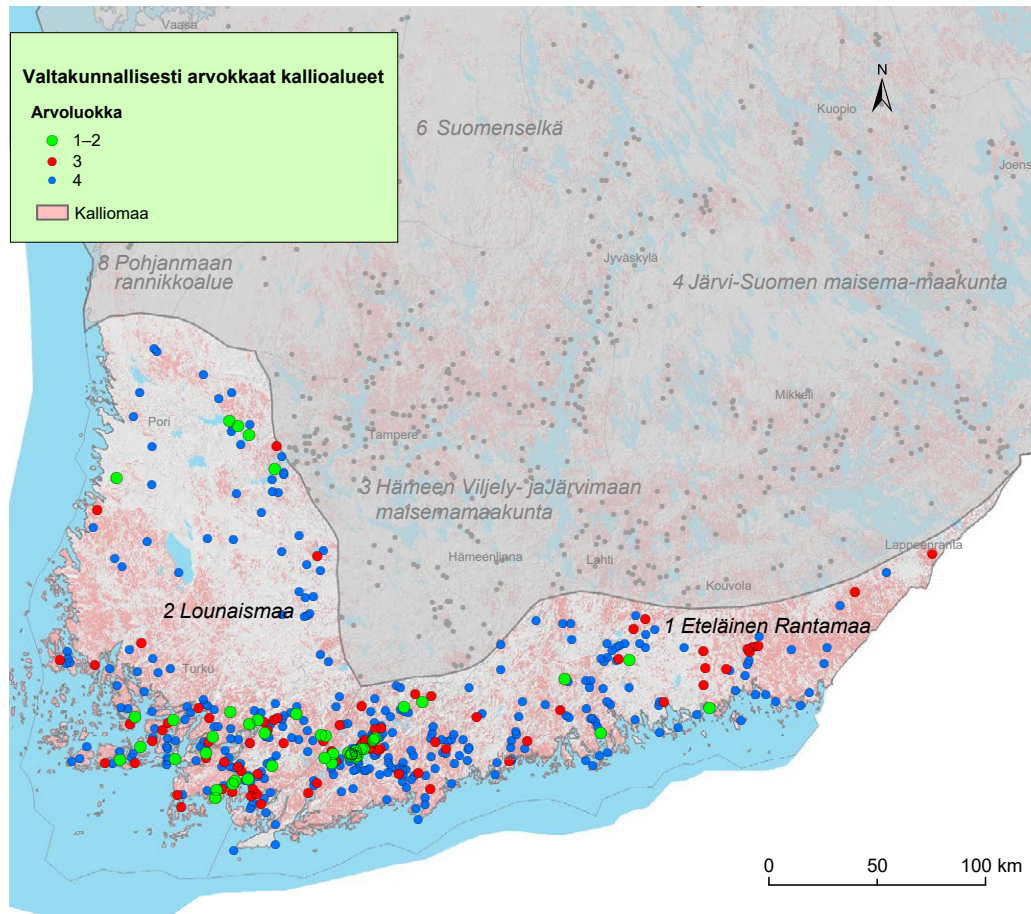 Vaasa
Valtakunnallisesti arvokkaat kallioalueet
Arvoluokka
1–2
3
4
Kalliomaa
N
Kuopio
6 Suomenselkä
Joens
Jyväskylä
8 Pohjanmaan
rannikkoalue
4 Järvi-Suomen maisema-maakunta
Mikkeli
Pori
Tampere
3 Hämeen Viljely- jaJärvimaan
maisemamaakunta
Hämeenlinna
Lahti
Lappeenranta
Kouvola
2 Lounaismaa
1 Eteläinen Rantamaa
Turku
0 50 100 km